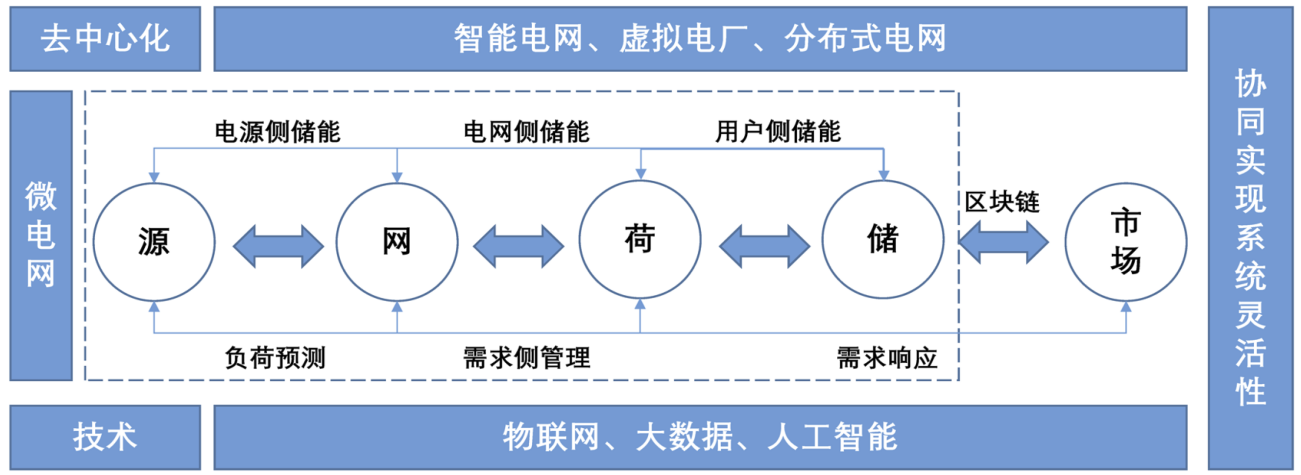 去中心化
智能电网、虚拟电厂、分布式电网
微电网
电源侧储能
电网侧储能
用户侧储能
源
网
荷
储
区块链
市场
负荷预测
需求侧管理
需求响应
技术
物联网、大数据、人工智能
协同实现系统灵活性